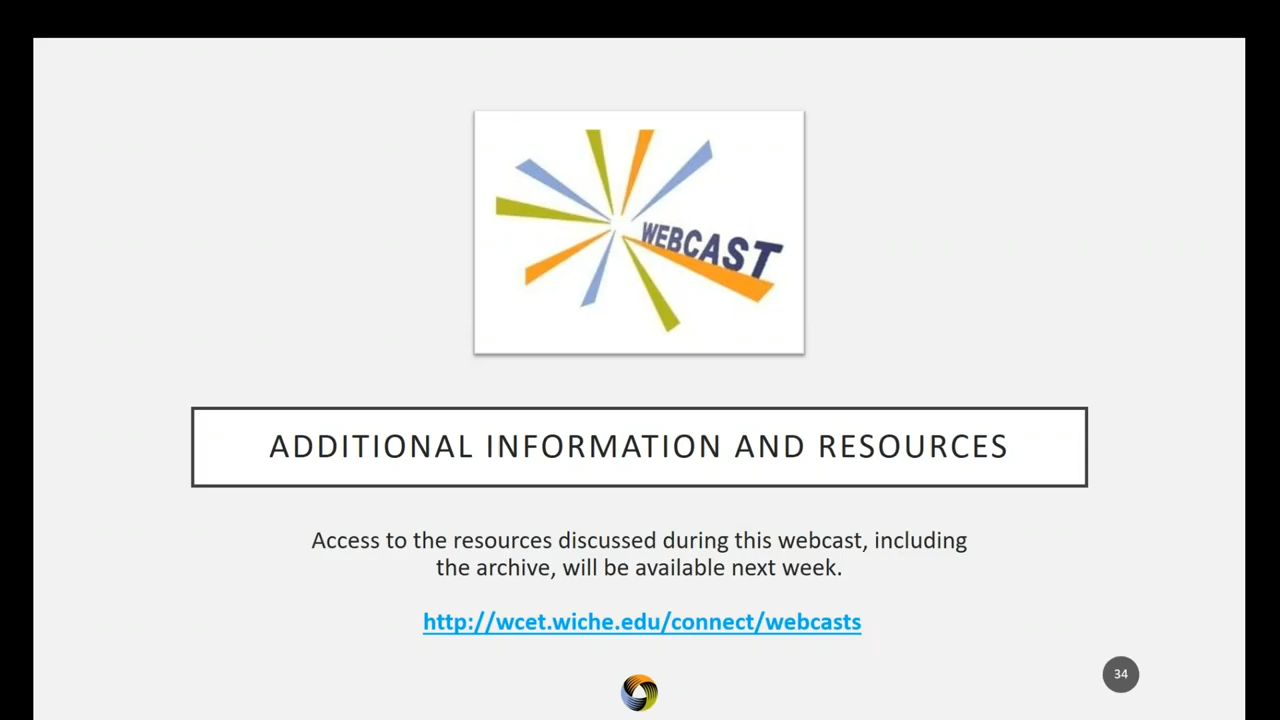 WEBCAST
ADDITIONAL INFORMATION AND RESOURCES
Access to the resources discussed during this webcast, including
the archive, will be available next week.
http://wcet.wiche.edu/connect/webcasts
34